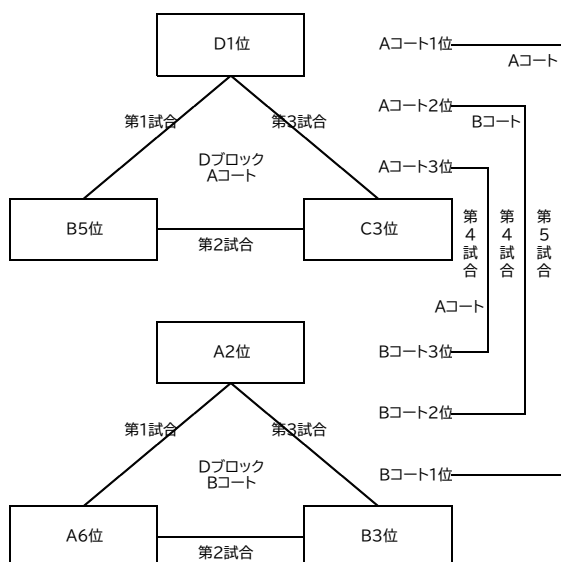 D1位
第1試合
第3試合
Dブロック
Aコート
B5位
C3位
第2試合
Aコート1位
Aコート
Aコート2位
Bコート
Aコート3位
第4試合
第4試合
第5試合
Aコート
Bコート3位
Bコート2位
Bコート1位
A2位
第1試合
第3試合
Dブロック
Bコート
A6位
B3位
第2試合